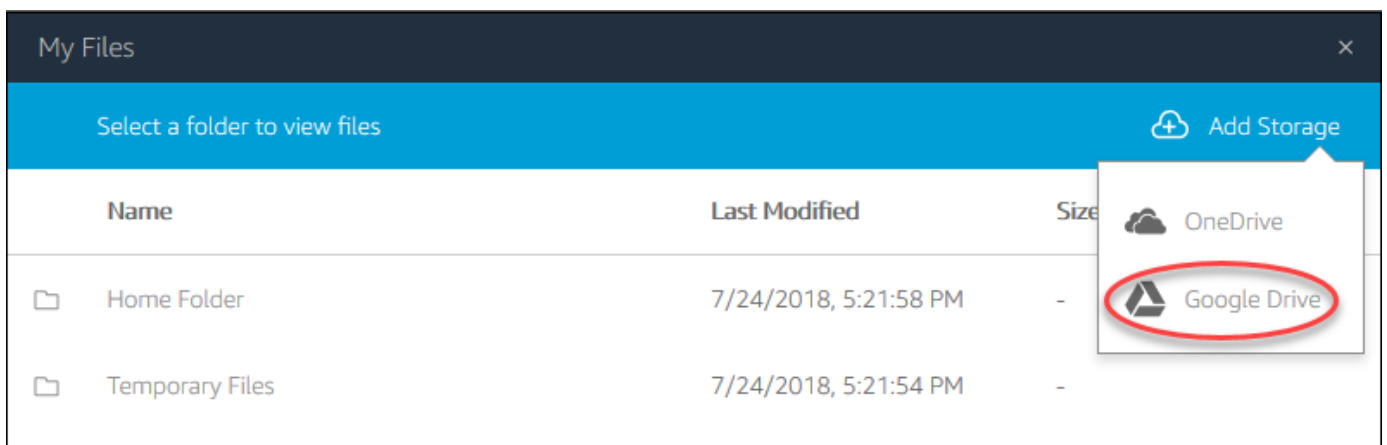 My Files
×
Select a folder to view files
Add Storage
Name
Last Modified
Size
OneDrive
Google Drive
Home Folder
7/24/2018, 5:21:58 PM
-
Temporary Files
7/24/2018, 5:21:54 PM
-